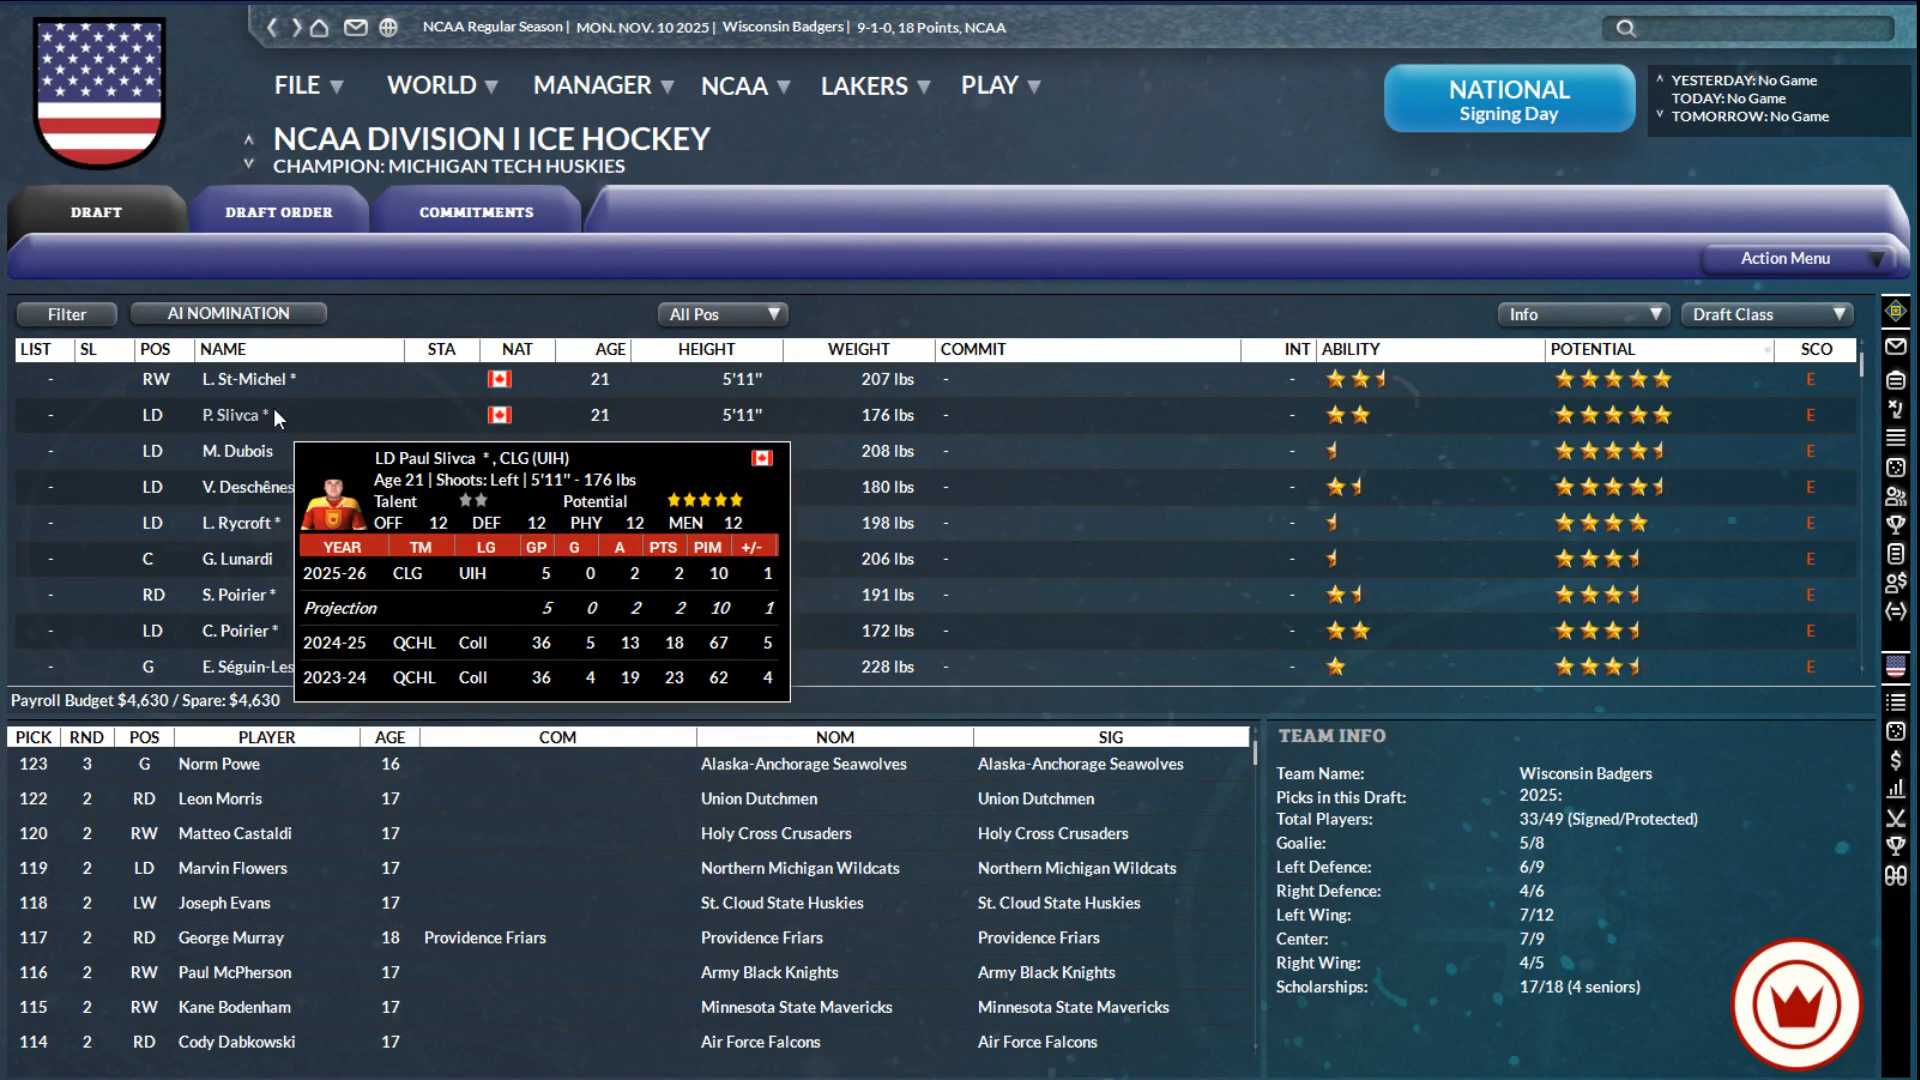 NCAA Regular Season | MON. NOV. 10 2025 | Wisconsin Badgers | 9-1-0, 18 Points, NCAA
FILE WORLD MANAGER NCAA LAKERS PLAY
NATIONAL
Signing Day
YESTERDAY: No Game
TODAY: No Game
TOMORROW: No Game
NCAA DIVISION I ICE HOCKEY
CHAMPION: MICHIGAN TECH HUSKIES
DRAFT DRAFT ORDER COMMITMENTS
Action Menu
Filter AI NOMINATION All Pos Info Draft Class
LIST SL POS NAME STA NAT AGE HEIGHT WEIGHT COMMIT INT ABILITY POTENTIAL SCO
- RW L. St-Michel * 21 5'11" 207 lbs - - E
- LD P. Slivca * 21 5'11" 176 lbs - - E
- LD M. Dubois 208 lbs - - E
- LD V. Deschênes 180 lbs - - E
- LD L. Rycroft * 198 lbs - - E
- C G. Lunardi 206 lbs - - E
- RD S. Poirier * 191 lbs - - E
- LD C. Poirier * 172 lbs - - E
- G E. Séguin-Les 228 lbs - - E
LD Paul Slivca *, CLG (UIH)
Age 21 | Shoots: Left | 5'11" - 176 lbs
Talent Potential
OFF 12 DEF 12 PHY 12 MEN 12
YEAR TM LG GP G A PTS PIM +/-
2025-26 CLG UIH 5 0 2 2 10 1
Projection 5 0 2 2 10 1
2024-25 QCHL Coll 36 5 13 18 67 5
2023-24 QCHL Coll 36 4 19 23 62 4
Payroll Budget $4,630 / Spare: $4,630
PICK RND POS PLAYER AGE COM NOM SIG
123 3 G Norm Powe 16 Alaska-Anchorage Seawolves Alaska-Anchorage Seawolves
122 2 RD Leon Morris 17 Union Dutchmen Union Dutchmen
120 2 RW Matteo Castaldi 17 Holy Cross Crusaders Holy Cross Crusaders
119 2 LD Marvin Flowers 17 Northern Michigan Wildcats Northern Michigan Wildcats
118 2 LW Joseph Evans 17 St. Cloud State Huskies St. Cloud State Huskies
117 2 RD George Murray 18 Providence Friars Providence Friars Providence Friars
116 2 RW Paul McPherson 17 Army Black Knights Army Black Knights
115 2 RW Kane Bodenham 17 Minnesota State Mavericks Minnesota State Mavericks
114 2 RD Cody Dabkowski 17 Air Force Falcons Air Force Falcons
TEAM INFO
Team Name: Wisconsin Badgers
Picks in this Draft: 2025:
Total Players: 33/49 (Signed/Protected)
Goalie: 5/8
Left Defence: 6/9
Right Defence: 4/6
Left Wing: 7/12
Center: 7/9
Right Wing: 4/5
Scholarships: 17/18 (4 seniors)